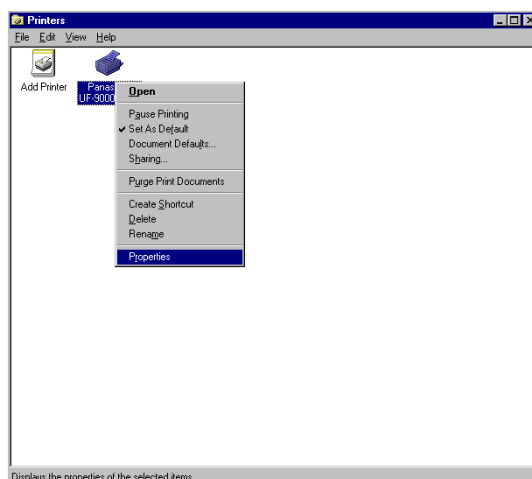 Printers
File Edit View Help
Add Printer
Panas
UF-9000
Open
Pause Printing
Set As Default
Document Defaults...
Sharing...
Purge Print Documents
Create Shortcut
Delete
Rename
Properties
Displays the properties of the selected items.